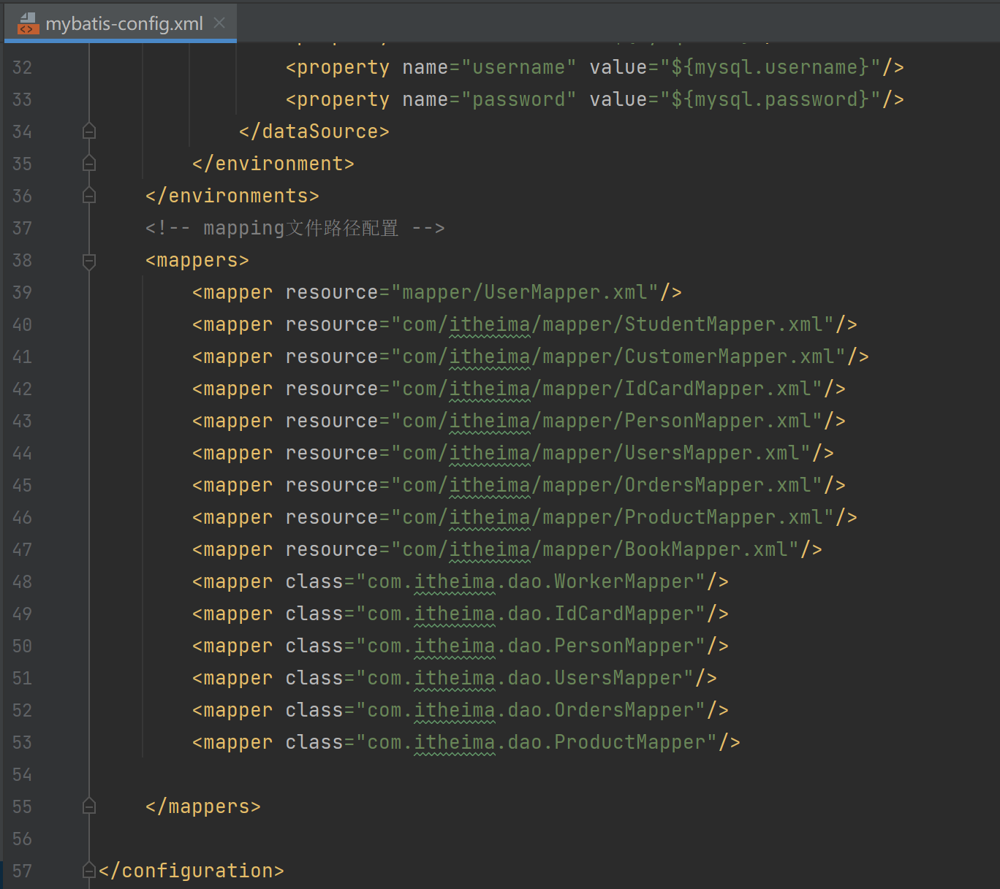 mybatis-config.xml
32 <property name="username" value="${mysql.username}"/>
33 <property name="password" value="${mysql.password}"/>
34 </dataSource>
35 </environment>
36 </environments>
37 <!-- mapping文件路径配置 -->
38 <mappers>
39 <mapper resource="mapper/UserMapper.xml"/>
40 <mapper resource="com/itheima/mapper/StudentMapper.xml"/>
41 <mapper resource="com/itheima/mapper/CustomerMapper.xml"/>
42 <mapper resource="com/itheima/mapper/IdCardMapper.xml"/>
43 <mapper resource="com/itheima/mapper/PersonMapper.xml"/>
44 <mapper resource="com/itheima/mapper/UsersMapper.xml"/>
45 <mapper resource="com/itheima/mapper/OrdersMapper.xml"/>
46 <mapper resource="com/itheima/mapper/ProductMapper.xml"/>
47 <mapper resource="com/itheima/mapper/BookMapper.xml"/>
48 <mapper class="com.itheima.dao.WorkerMapper"/>
49 <mapper class="com.itheima.dao.IdCardMapper"/>
50 <mapper class="com.itheima.dao.PersonMapper"/>
51 <mapper class="com.itheima.dao.UsersMapper"/>
52 <mapper class="com.itheima.dao.OrdersMapper"/>
53 <mapper class="com.itheima.dao.ProductMapper"/>
54
55 </mappers>
56
57 </configuration>